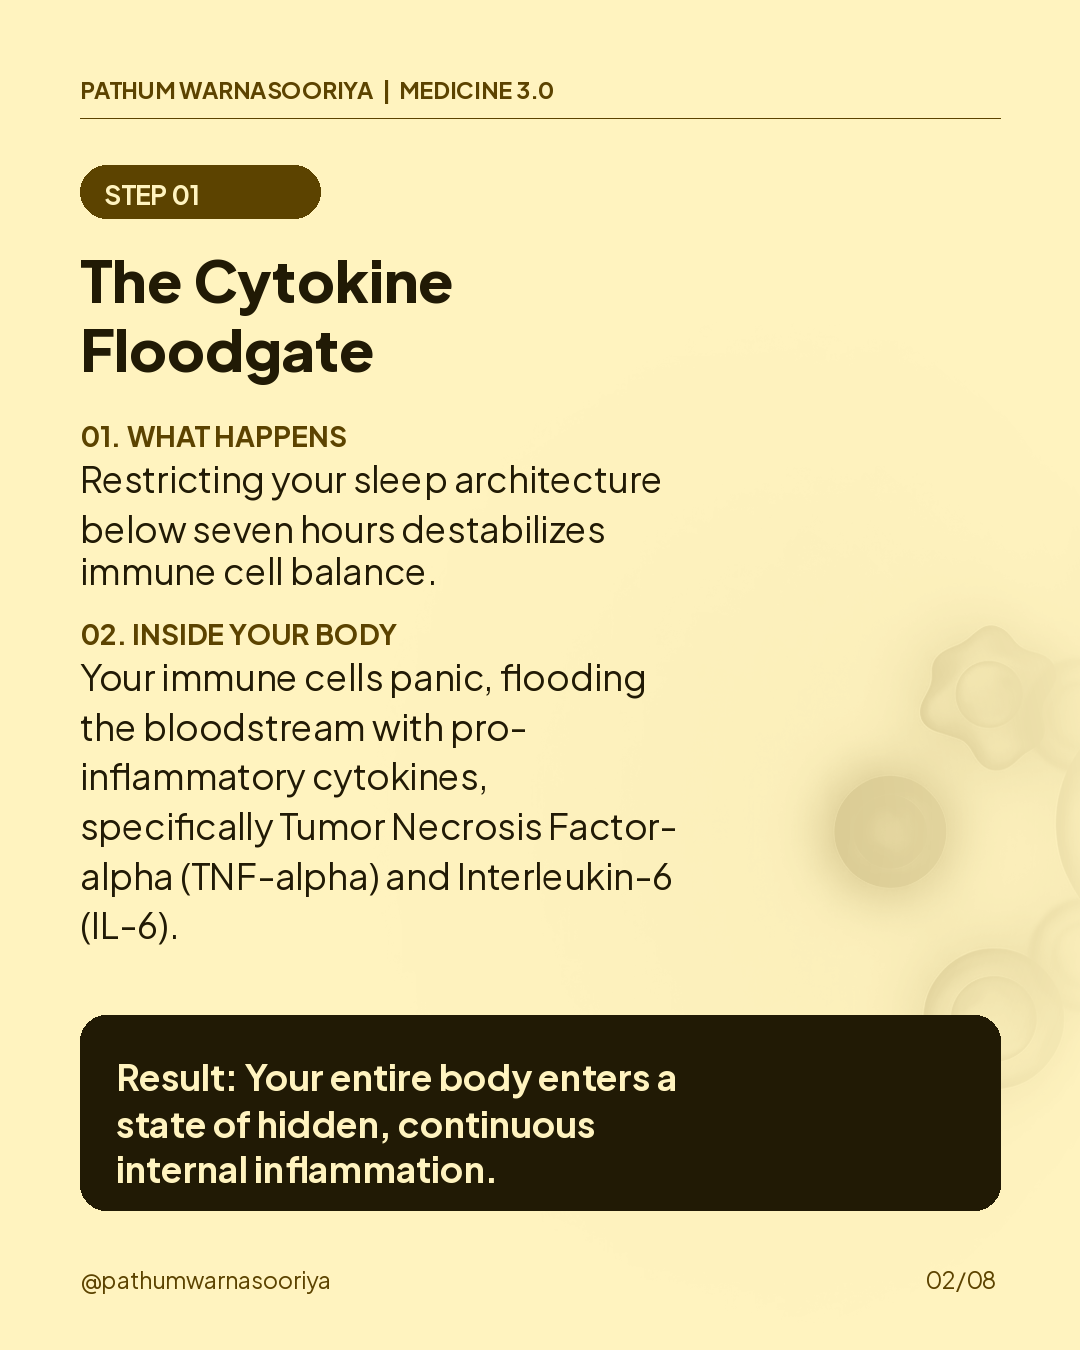 PATHUM WARNASOORIYA | MEDICINE 3.0
STEP 01
The Cytokine
Floodgate
01. WHAT HAPPENS
Restricting your sleep architecture
below seven hours destabilizes
immune cell balance.
02. INSIDE YOUR BODY
Your immune cells panic, flooding
the bloodstream with pro-
inflammatory cytokines,
specifically Tumor Necrosis Factor-
alpha (TNF-alpha) and Interleukin-6
(IL-6).
Result: Your entire body enters a
state of hidden, continuous
internal inflammation.
@pathumwarnasooriya
02/08